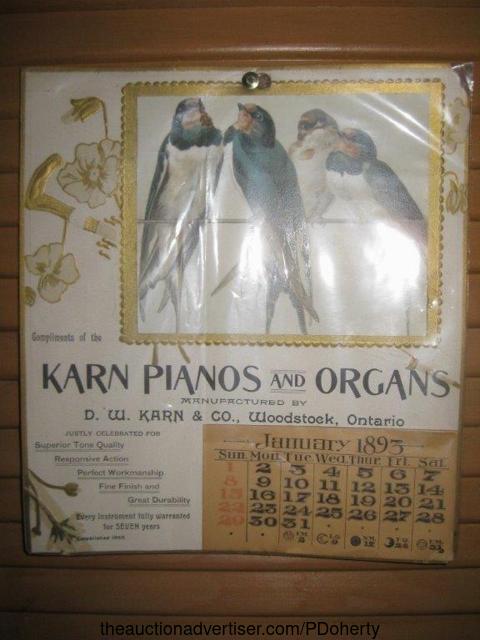 Compliments of the
KARN PIANOS AND ORGANS
MANUFACTURED BY
D. W. KARN & CO., Woodstock, Ontario
JUSTLY CELEBRATED FOR
Superior Tone Quality
Responsive Action
Perfect Workmanship
Fine Finish and
Great Durability
Every Instrument fully warranted
for SEVEN years
Established
January 1893
Sun. Mon. Tue. Wed. Thur. Fri. Sat.
1 2 3 4 5 6 7
8 9 10 11 12 13 14
15 16 17 18 19 20 21
22 23 24 25 26 27 28
29 30 31
theauctionadvertiser.com/PDoherty